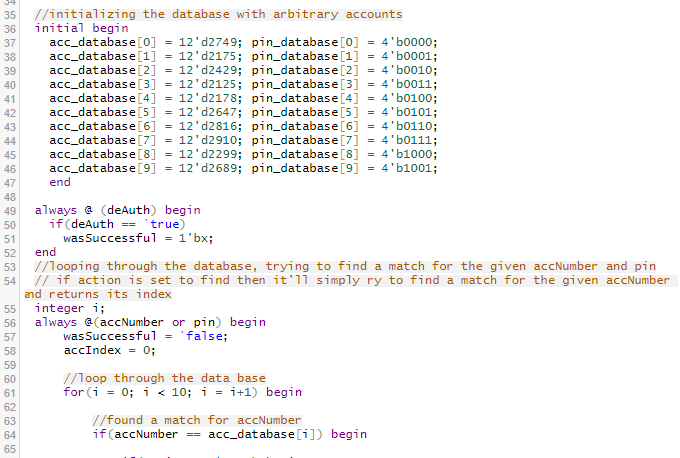 34
35 //initializing the database with arbitrary accounts
36 initial begin
37 acc_database[0] = 12'd2749; pin_database[0] = 4'b0000;
38 acc_database[1] = 12'd2175; pin_database[1] = 4'b0001;
39 acc_database[2] = 12'd2429; pin_database[2] = 4'b0010;
40 acc_database[3] = 12'd2125; pin_database[3] = 4'b0011;
41 acc_database[4] = 12'd2178; pin_database[4] = 4'b0100;
42 acc_database[5] = 12'd2647; pin_database[5] = 4'b0101;
43 acc_database[6] = 12'd2816; pin_database[6] = 4'b0110;
44 acc_database[7] = 12'd2910; pin_database[7] = 4'b0111;
45 acc_database[8] = 12'd2299; pin_database[8] = 4'b1000;
46 acc_database[9] = 12'd2689; pin_database[9] = 4'b1001;
47 end
48
49 always @ (deAuth) begin
50 if(deAuth == `true)
51 wasSuccessful = 1'bx;
52 end
53 //looping through the database, trying to find a match for the given accNumber and pin
54 // if action is set to find then it'll simply ry to find a match for the given accNumber
and returns its index
55 integer i;
56 always @(accNumber or pin) begin
57 wasSuccessful = `false;
58 accIndex = 0;
59
60 //loop through the data base
61 for(i = 0; i < 10; i = i+1) begin
62
63 //found a match for accNumber
64 if(accNumber == acc_database[i]) begin
65